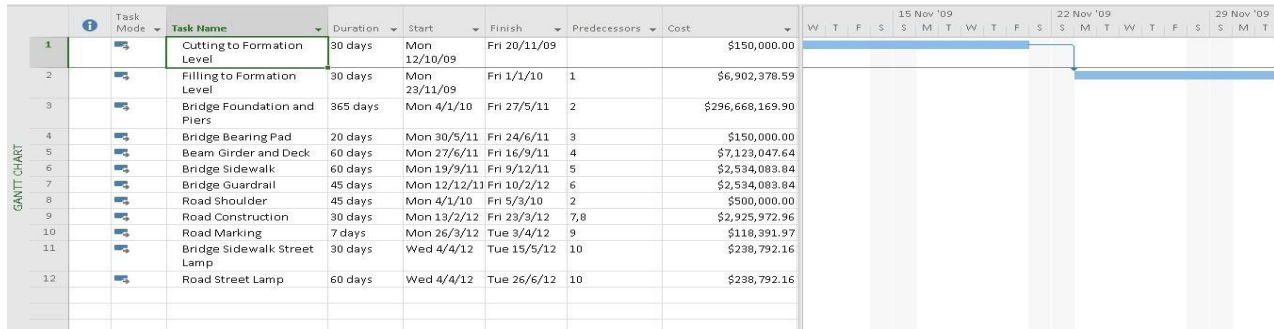 15 Nov '09 22 Nov '09 29 Nov '09
Task Mode Task Name Duration Start Finish Predecessors Cost W T F S S M T W T F S S M T W T F S S M T
1 Cutting to Formation Level 30 days Mon 12/10/09 Fri 20/11/09 $150,000.00
2 Filling to Formation Level 30 days Mon 23/11/09 Fri 1/1/10 1 $6,902,378.59
3 Bridge Foundation and Piers 365 days Mon 4/1/10 Fri 27/5/11 2 $296,668,169.90
4 Bridge Bearing Pad 20 days Mon 30/5/11 Fri 24/6/11 3 $150,000.00
5 Beam Girder and Deck 60 days Mon 27/6/11 Fri 16/9/11 4 $7,123,047.64
6 Bridge Sidewalk 60 days Mon 19/9/11 Fri 9/12/11 5 $2,534,083.84
7 Bridge Guardrail 45 days Mon 12/12/11 Fri 10/2/12 6 $2,534,083.84
8 Road Shoulder 45 days Mon 4/1/10 Fri 5/3/10 2 $500,000.00
9 Road Construction 30 days Mon 13/2/12 Fri 23/3/12 7,8 $2,925,972.96
10 Road Marking 7 days Mon 26/3/12 Tue 3/4/12 9 $118,391.97
11 Bridge Sidewalk Street Lamp 30 days Wed 4/4/12 Tue 15/5/12 10 $238,792.16
12 Road Street Lamp 60 days Wed 4/4/12 Tue 26/6/12 10 $238,792.16
GANTT CHART